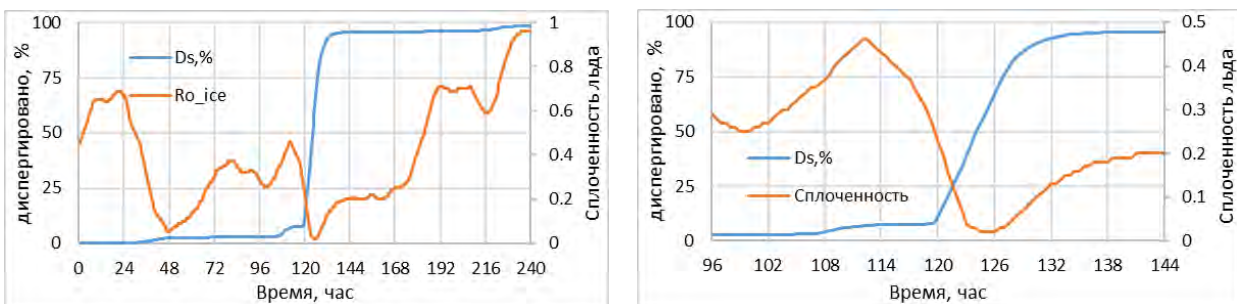 диспергировано, %
100
75
50
25
0
Ds,%
Ro_ice
1
0.8
0.6
0.4
0.2
0
Сплоченность льда
0 24 48 72 96 120 144 168 192 216 240
Время, час
диспергировано, %
100
75
50
25
0
Ds,%
Сплоченность
0.5
0.4
0.3
0.2
0.1
0
Сплоченность льда
96 102 108 114 120 126 132 138 144
Время, час